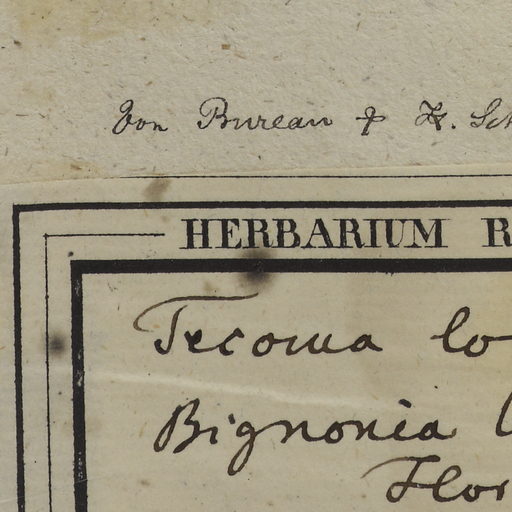 Von Bureau & K. Sch
HERBARIUM R
Tecoma lo
Bignonia
Flor